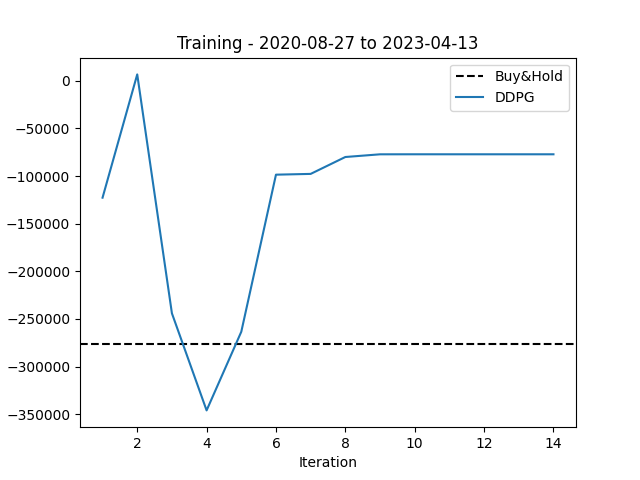 Training - 2020-08-27 to 2023-04-13
Buy&Hold
DDPG
0
−50000
−100000
−150000
−200000
−250000
−300000
−350000
2 4 6 8 10 12 14
Iteration